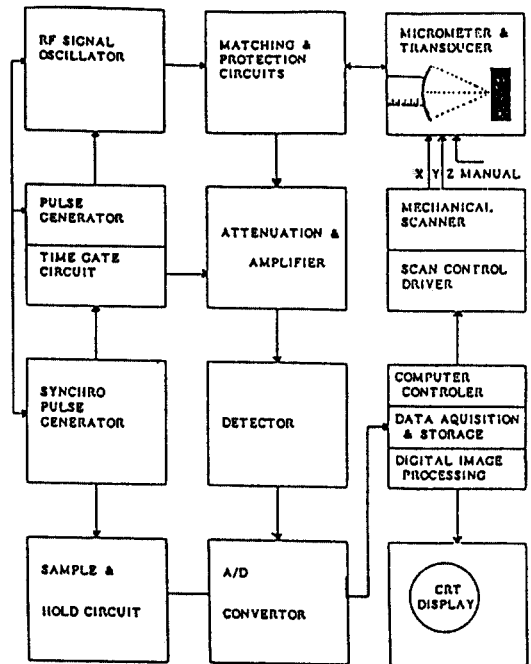 RF SIGNAL
OSCILLATOR
MATCHING &
PROTECTION
CIRCUITS
MICROMETER &
TRANSDUCER
X Y Z MANUAL
PULSE
GENERATOR
TIME GATE
CIRCUIT
ATTENUATION &
AMPLIFIER
MECHANICAL
SCANNER
SCAN CONTROL
DRIVER
SYNCHRO
PULSE
GENERATOR
DETECTOR
COMPUTER
CONTROLER
DATA AQUISITION
& STORAGE
DIGITAL IMAGE
PROCESSING
SAMPLE &
HOLD CIRCUIT
A/D
CONVERTOR
CRT
DISPLAY